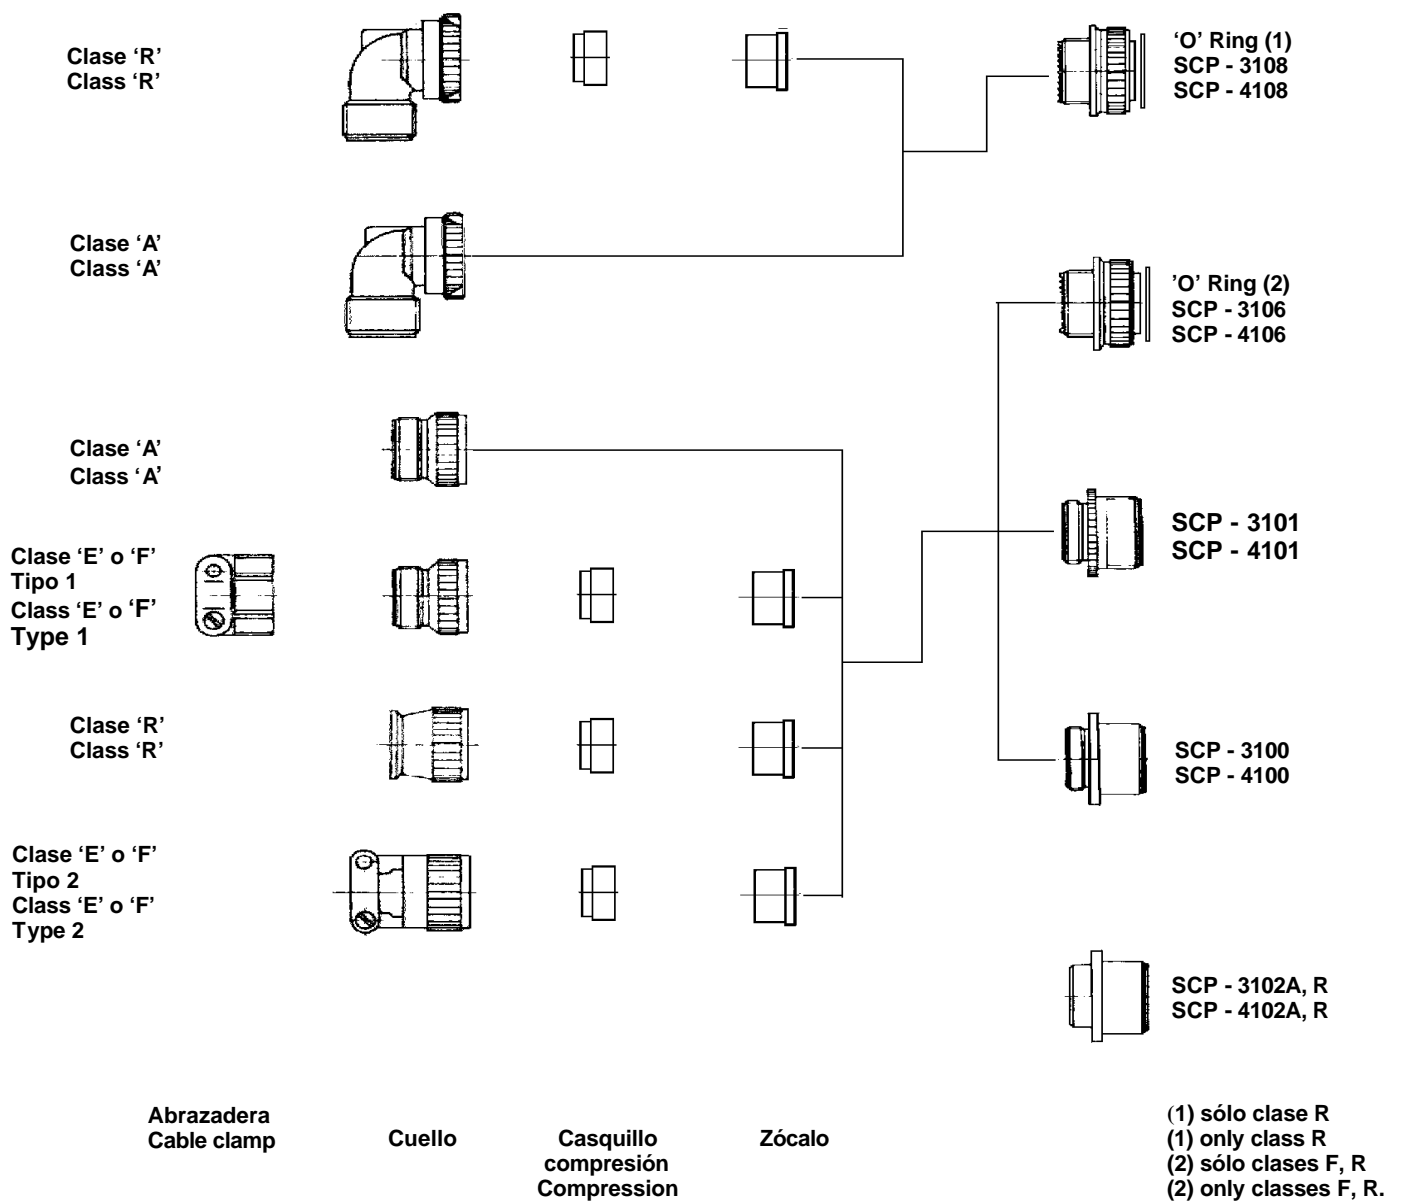 Clase ‘R’
Class ‘R’
‘O’ Ring (1)
SCP - 3108
SCP - 4108
Clase ‘A’
Class ‘A’
’O’ Ring (2)
SCP - 3106
SCP - 4106
Clase ‘A’
Class ‘A’
SCP - 3101
SCP - 4101
Clase ‘E’ o ‘F’
Tipo 1
Class ‘E’ o ‘F’
Type 1
Clase ‘R’
Class ‘R’
SCP - 3100
SCP - 4100
Clase ‘E’ o ‘F’
Tipo 2
Class ‘E’ o ‘F’
Type 2
SCP - 3102A, R
SCP - 4102A, R
Abrazadera
Cable clamp
Cuello
Casquillo
compresión
Compression
Zócalo
(1) sólo clase R
(1) only class R
(2) sólo clases F, R
(2) only classes F, R.